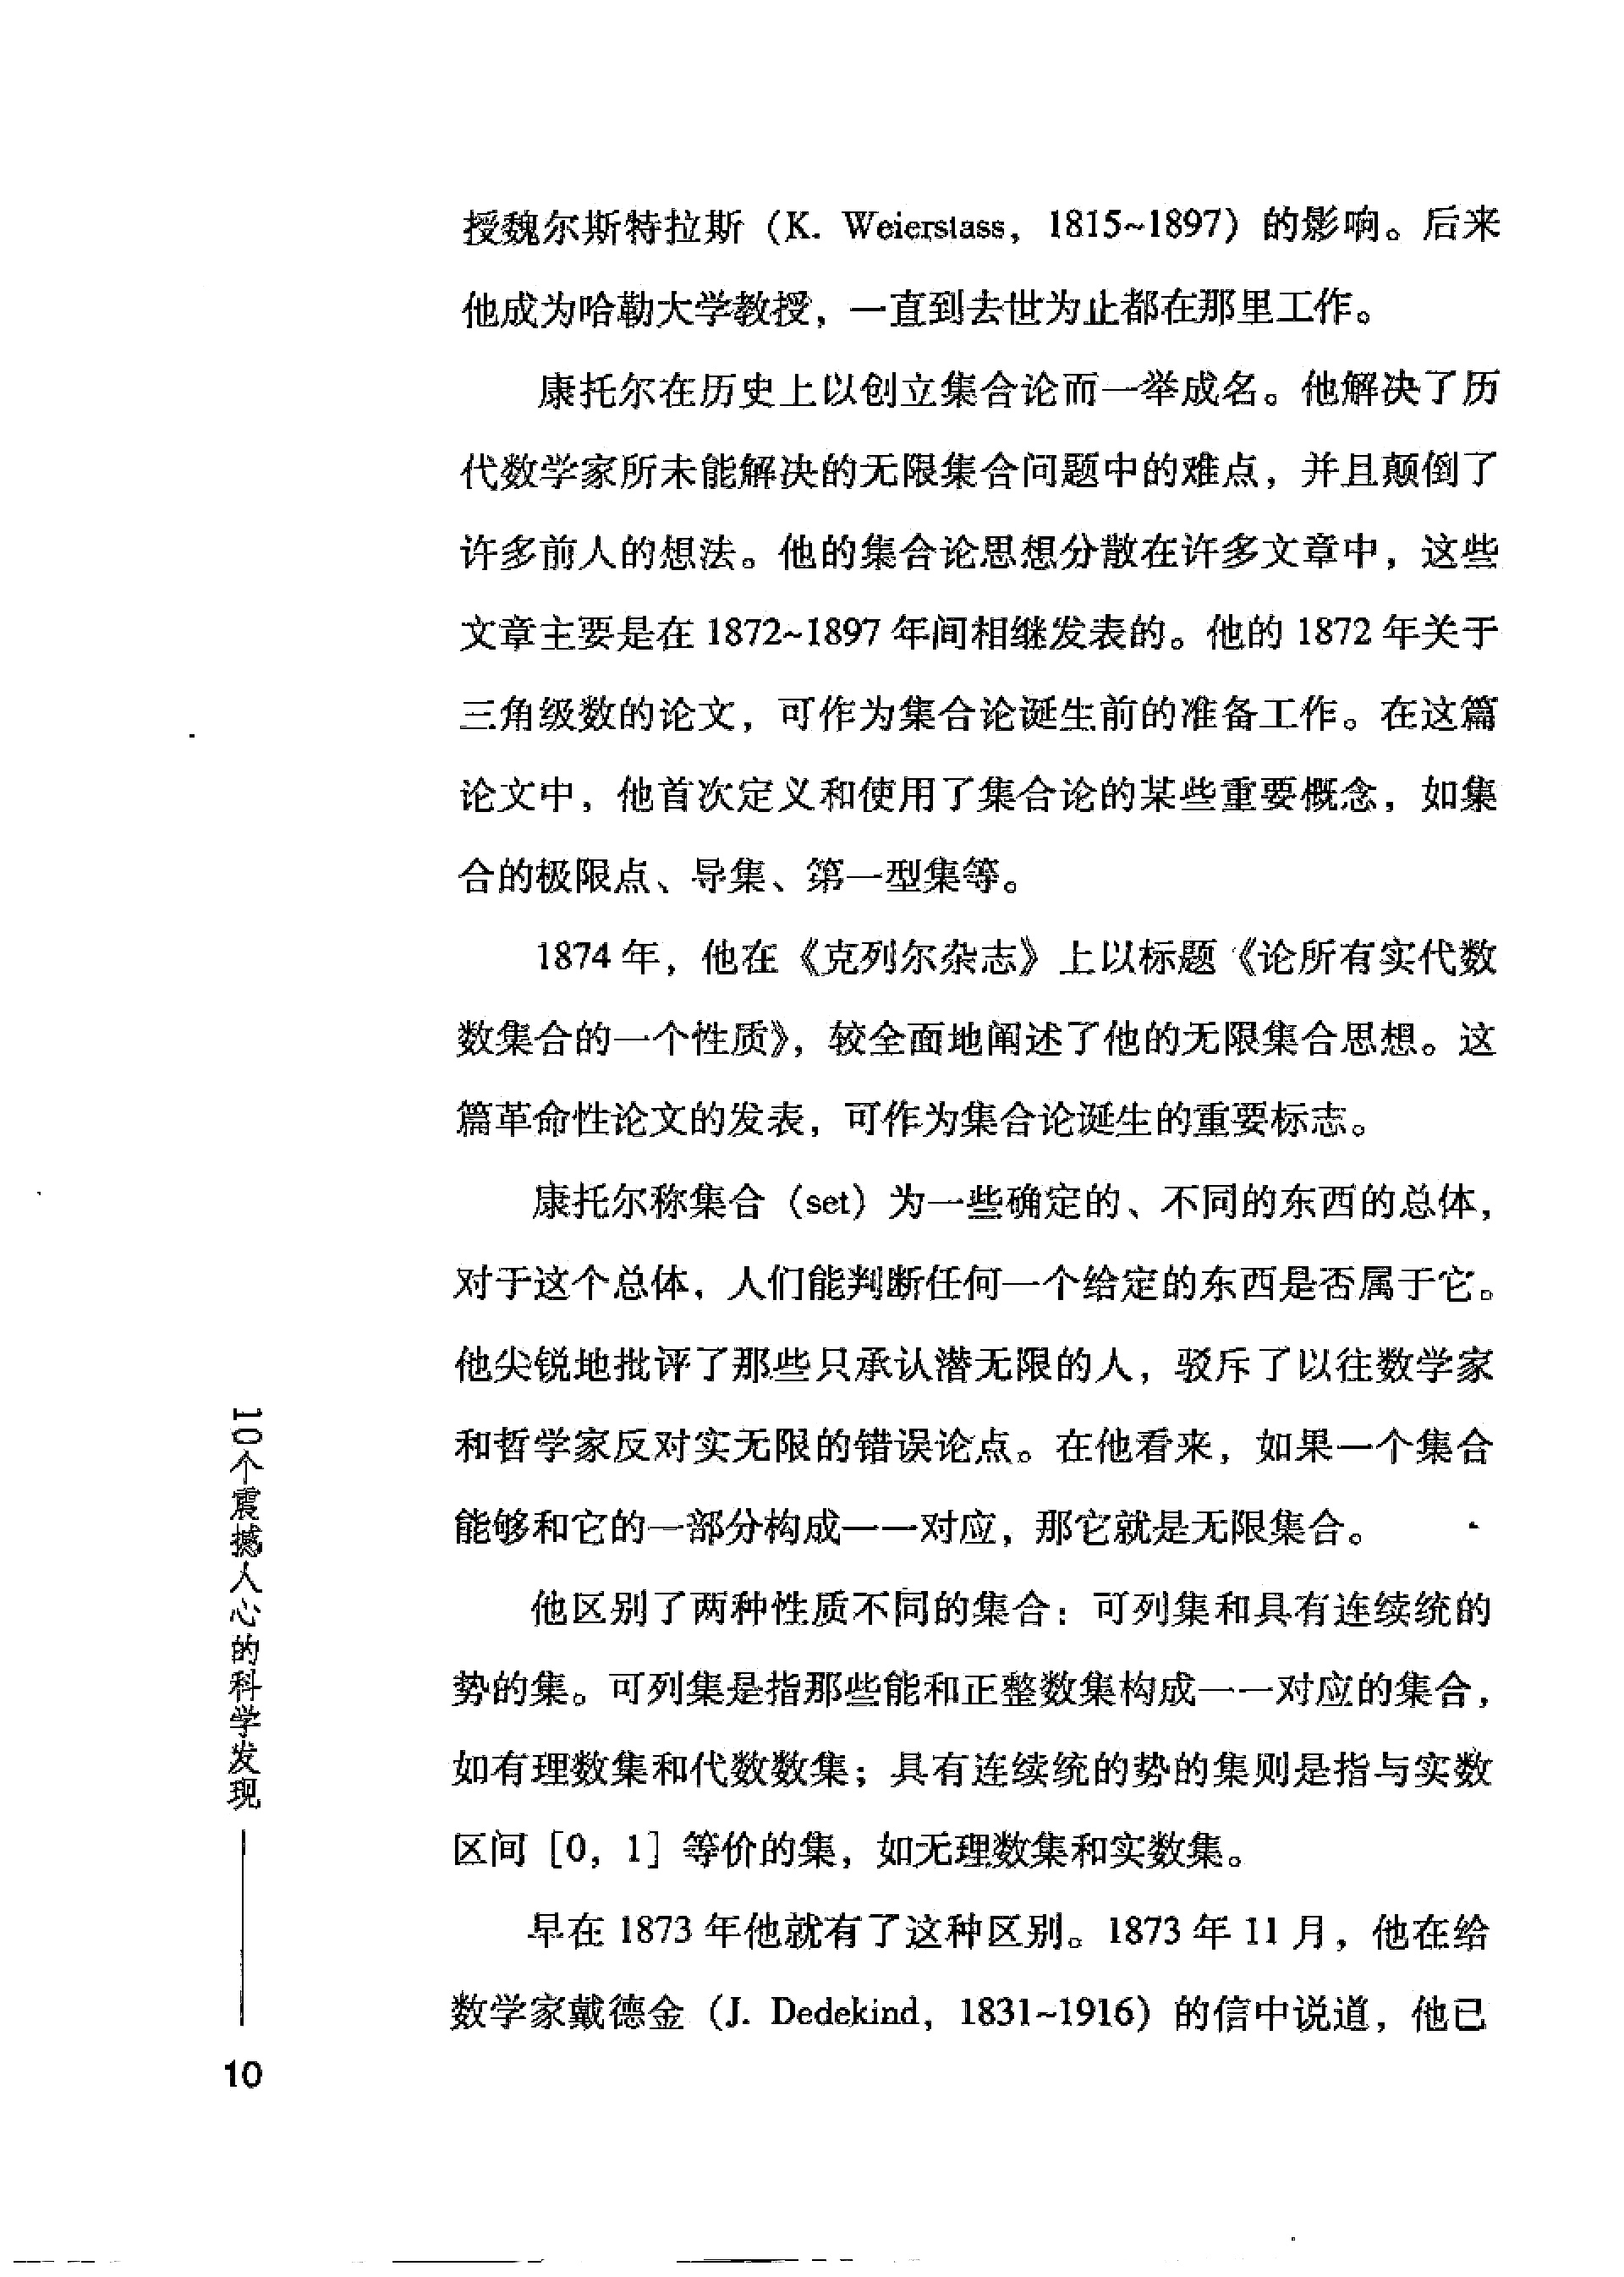 授魏尔斯特拉斯（K. Weierstass，1815~1897）的影响。后来
他成为哈勒大学教授，一直到去世为止都在那里工作。
康托尔在历史上以创立集合论而一举成名。他解决了历
代数学家所未能解决的无限集合问题中的难点，并且颠倒了
许多前人的想法。他的集合论思想分散在许多文章中，这些
文章主要是在 1872~1897 年间相继发表的。他的 1872 年关于
三角级数的论文，可作为集合论诞生前的准备工作。在这篇
论文中，他首次定义和使用了集合论的某些重要概念，如集
合的极限点、导集、第一型集等。
1874 年，他在《克列尔杂志》上以标题《论所有实代数
数集合的一个性质》，较全面地阐述了他的无限集合思想。这
篇革命性论文的发表，可作为集合论诞生的重要标志。
康托尔称集合（set）为一些确定的、不同的东西的总体，
对于这个总体，人们能判断任何一个给定的东西是否属于它。
他尖锐地批评了那些只承认潜无限的人，驳斥了以往数学家
和哲学家反对实无限的错误论点。在他看来，如果一个集合
能够和它的一部分构成一一对应，那它就是无限集合。
他区别了两种性质不同的集合：可列集和具有连续统的
势的集。可列集是指那些能和正整数集构成一一对应的集合，
如有理数集和代数数集；具有连续统的势的集则是指与实数
区间［0，1］等价的集，如无理数集和实数集。
早在 1873 年他就有了这种区别。1873 年 11 月，他在给
数学家戴德金（J. Dedekind，1831~1916）的信中说道，他已
10个震撼人心的科学发现
10